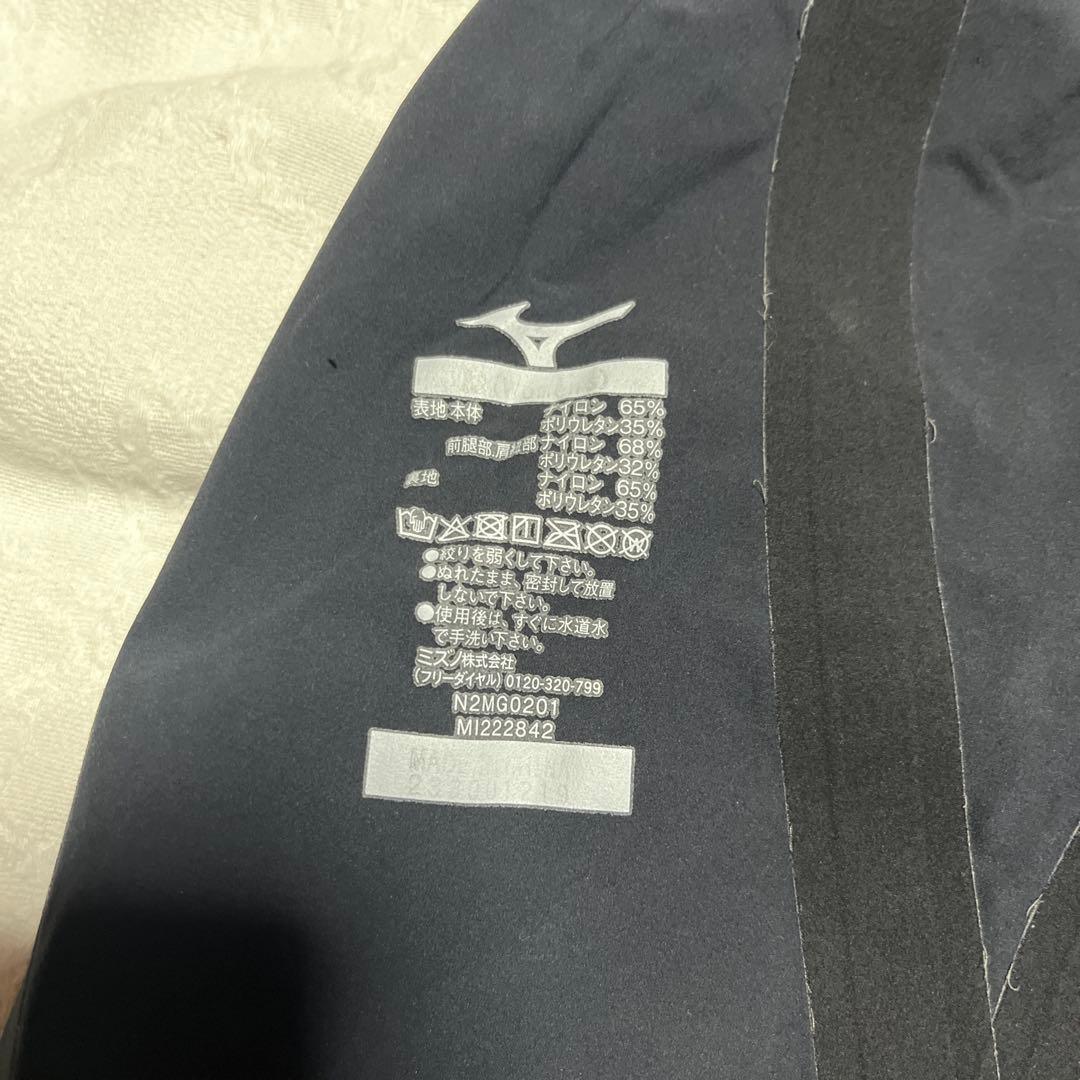 表地 本体 ナイロン 65%
ポリウレタン35%
前腿部.肩 部 ナイロン 68%
ポリウレタン32%
裏地 ナイロン 65%
ポリウレタン35%
●絞りを弱くして下さい。
●ぬれたまま、密封して放置
しないで下さい。
●使用後は、すぐに水道水
で手洗い下さい。
ミズノ株式会社
(フリーダイヤル) 0120-320-799
N2MG0201
MI222842